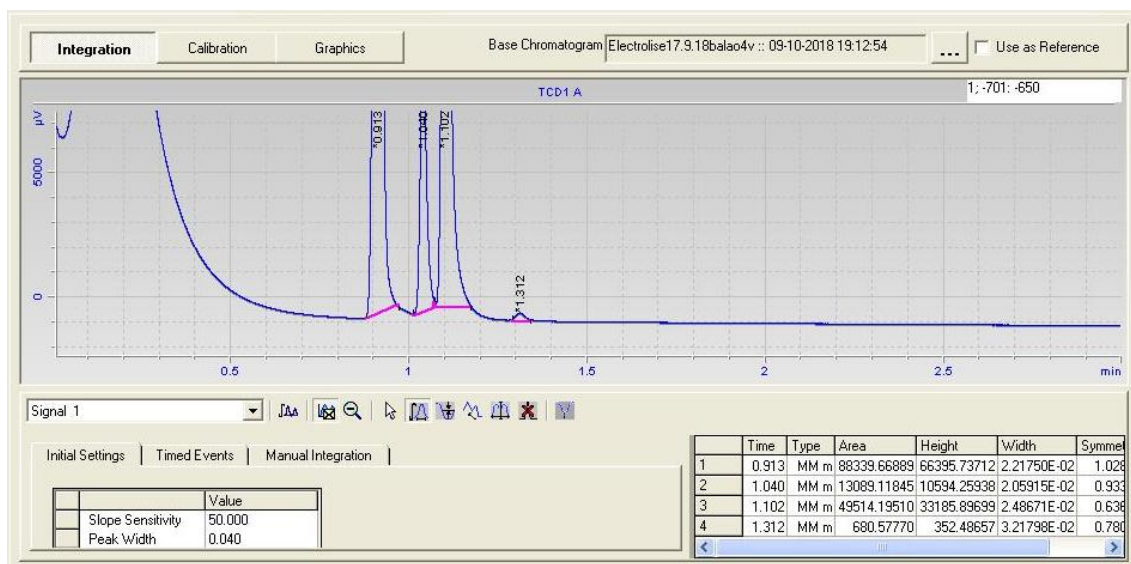 Integration Calibration Graphics Base Chromatogram Electrolise17.9.18balao4v :: 09-10-2018 19:12:54 ... Use as Reference
TCD1 A 1; -701: -650
µV
5000
0
*0.913
*1.040
*1.102
*1.312
0.5 1 1.5 2 2.5 min
Signal 1
Initial Settings Timed Events Manual Integration
Value
Slope Sensitivity 50.000
Peak Width 0.040
Time Type Area Height Width Symmet
1 0.913 MM m 88339.66889 66395.73712 2.21750E-02 1.028
2 1.040 MM m 13089.11845 10594.25938 2.05915E-02 0.933
3 1.102 MM m 49514.19510 33185.89699 2.48671E-02 0.636
4 1.312 MM m 680.57770 352.48657 3.21798E-02 0.780